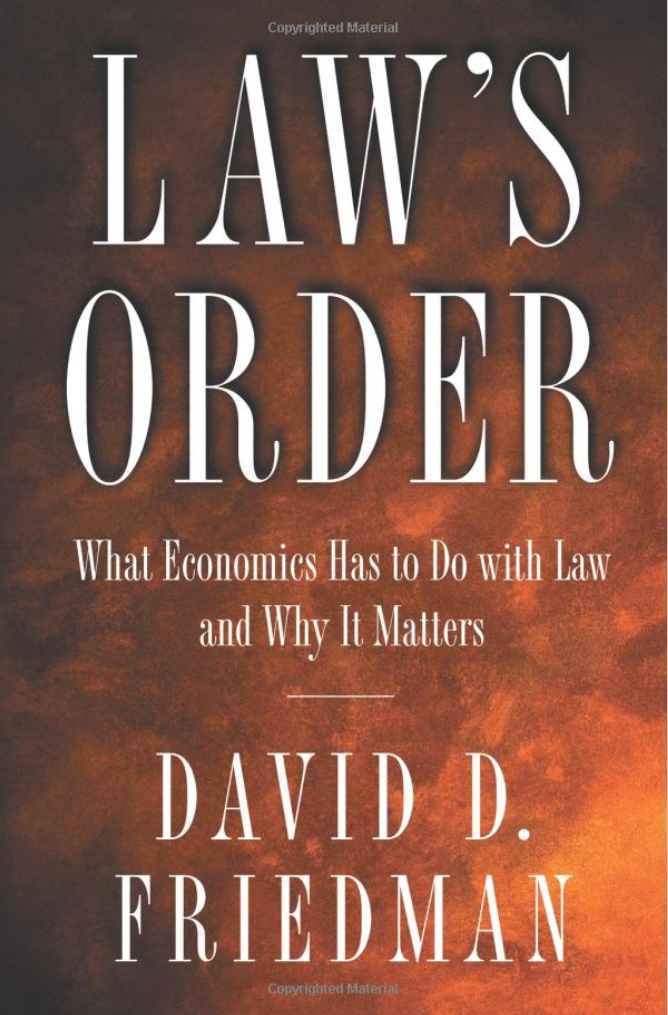 Copyrighted Material
LAW'S
ORDER
What Economics Has to Do with Law
and Why It Matters
DAVID D.
FRIEDMAN
Copyrighted Material